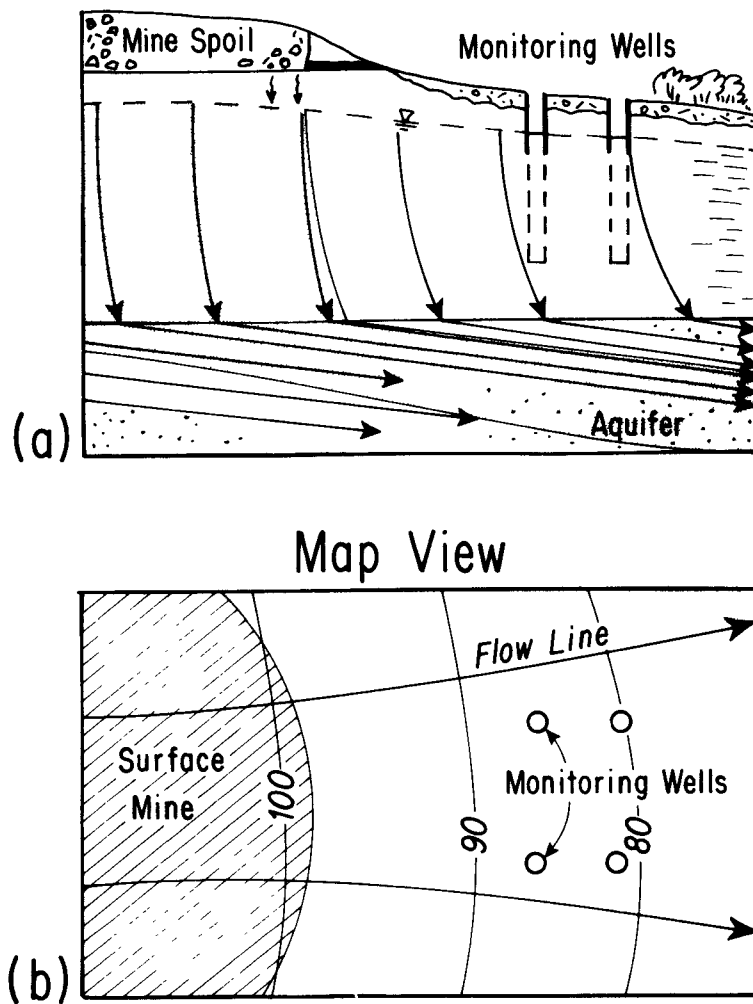 Mine Spoil
Monitoring Wells
Aquifer
(a)
Map View
Flow Line
Surface
Mine
100
90
Monitoring Wells
80
(b)